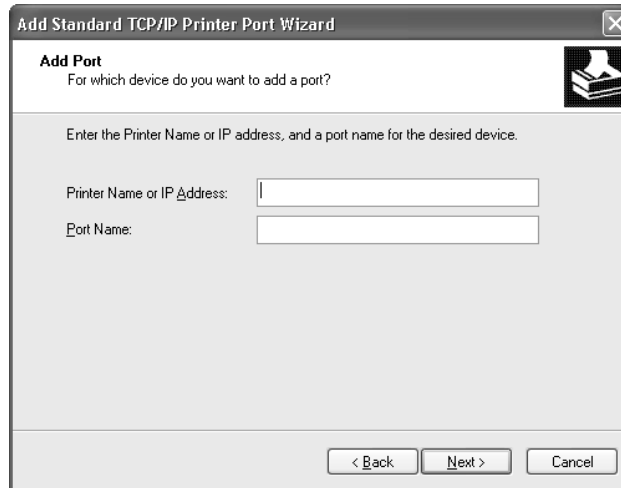 Add Standard TCP/IP Printer Port Wizard
Add Port
For which device do you want to add a port?
Enter the Printer Name or IP address, and a port name for the desired device.
Printer Name or IP Address:
Port Name:
< Back Next > Cancel